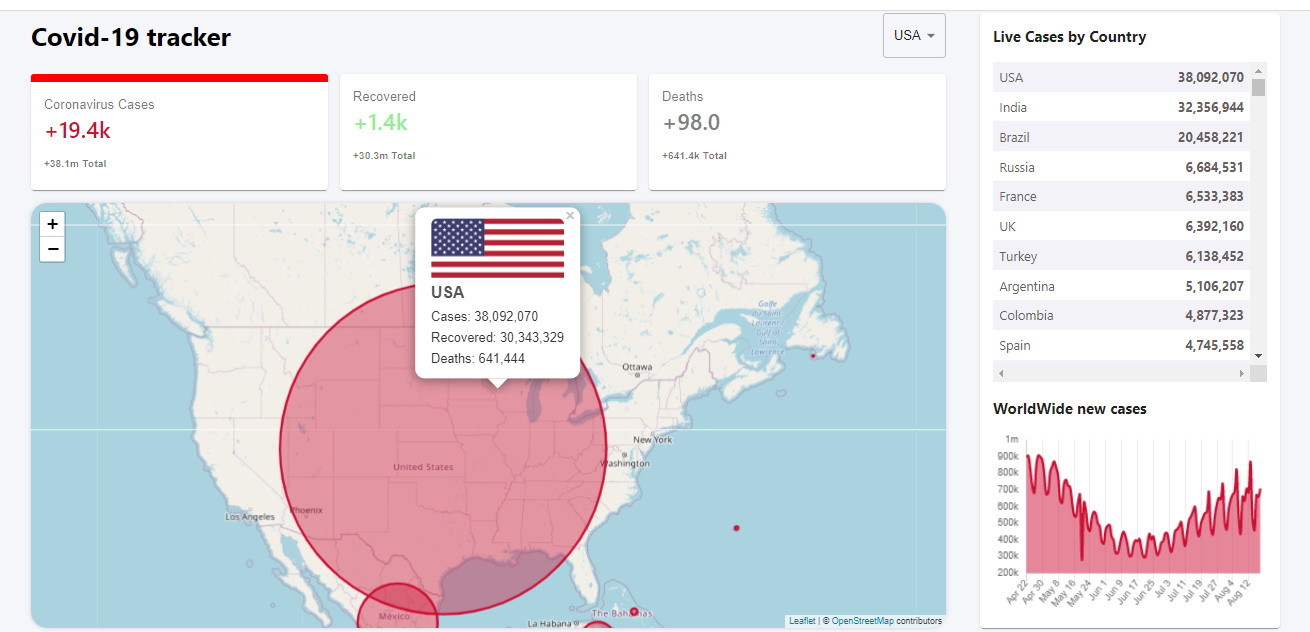 Covid-19 tracker
USA
Coronavirus Cases
+19.4k
+38.1m Total
Recovered
+1.4k
+30.3m Total
Deaths
+98.0
+641.4k Total
+
−
×
USA
Cases: 38,092,070
Recovered: 30,343,329
Deaths: 641,444
Golfe
du Saint
Laurent /
Gulf of
Saint
Lawrence
Ottawa
New York
Washington
United States
Los Angeles
Phoenix
México
The Bahamas
La Habana
Leaflet | © OpenStreetMap contributors
Live Cases by Country
USA 38,092,070
India 32,356,944
Brazil 20,458,221
Russia 6,684,531
France 6,533,383
UK 6,392,160
Turkey 6,138,452
Argentina 5,106,207
Colombia 4,877,323
Spain 4,745,558
WorldWide new cases
1m
900k
800k
700k
600k
500k
400k
300k
200k
Apr 22
Apr 30
May 8
May 16
May 24
Jun 1
Jun 9
Jun 17
Jun 25
Jul 3
Jul 11
Jul 19
Jul 27
Aug 4
Aug 12